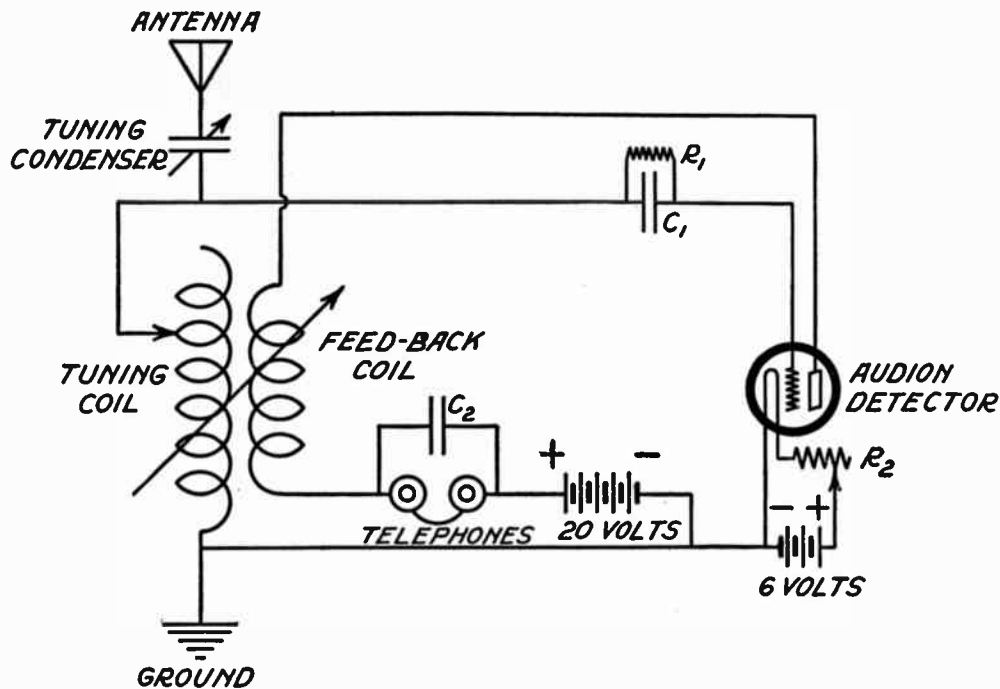 ANTENNA
TUNING
CONDENSER
R1
C1
FEED-BACK
COIL
TUNING
COIL
AUDION
DETECTOR
C2
R2
+ -
- +
TELEPHONES
20 VOLTS
6 VOLTS
GROUND